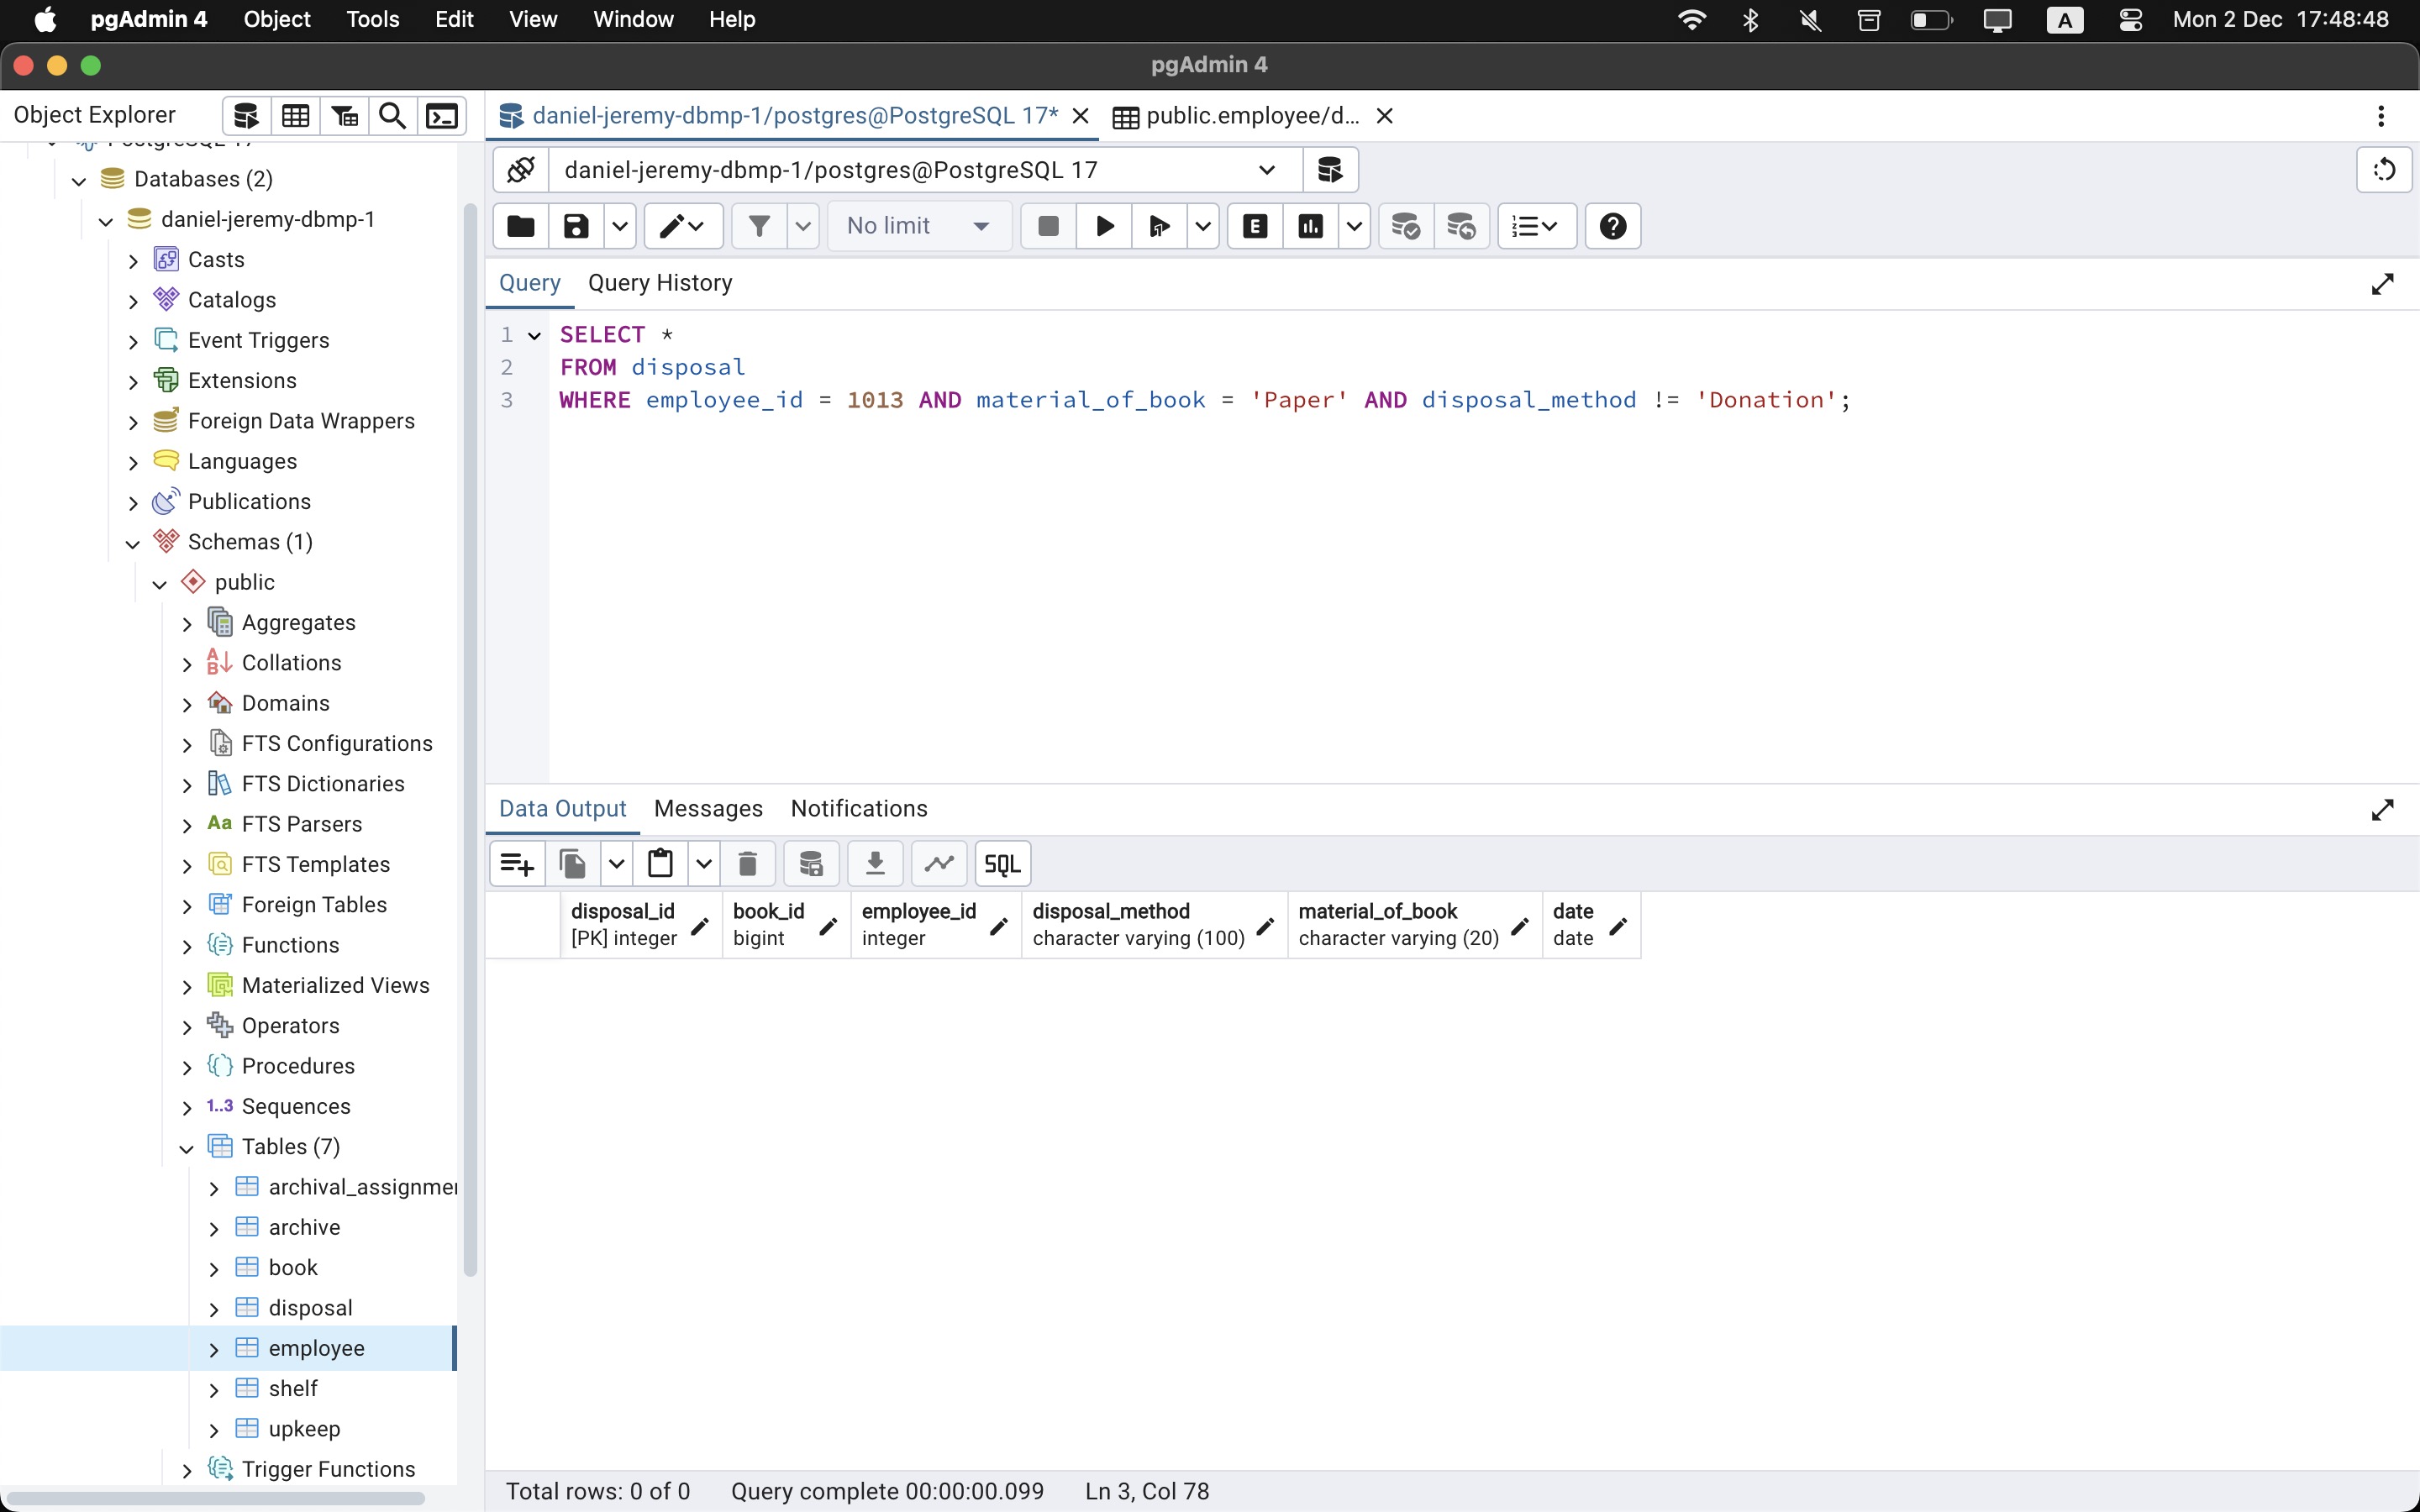 pgAdmin 4 Object Tools Edit View Window Help A Mon 2 Dec 17:48:48
pgAdmin 4
Object Explorer
daniel-jeremy-dbmp-1/postgres@PostgreSQL 17*
public.employee/d...
PostgreSQL 17
Databases (2)
daniel-jeremy-dbmp-1
Casts
Catalogs
Event Triggers
Extensions
Foreign Data Wrappers
Languages
Publications
Schemas (1)
public
Aggregates
Collations
Domains
FTS Configurations
FTS Dictionaries
Aa FTS Parsers
FTS Templates
Foreign Tables
Functions
Materialized Views
Operators
Procedures
1..3 Sequences
Tables (7)
archival_assignmen
archive
book
disposal
employee
shelf
upkeep
Trigger Functions
daniel-jeremy-dbmp-1/postgres@PostgreSQL 17
No limit
E
Query Query History
1 SELECT *
2 FROM disposal
3 WHERE employee_id = 1013 AND material_of_book = 'Paper' AND disposal_method != 'Donation';
Data Output Messages Notifications
SQL
disposal_id
[PK] integer
book_id
bigint
employee_id
integer
disposal_method
character varying (100)
material_of_book
character varying (20)
date
date
Total rows: 0 of 0 Query complete 00:00:00.099 Ln 3, Col 78